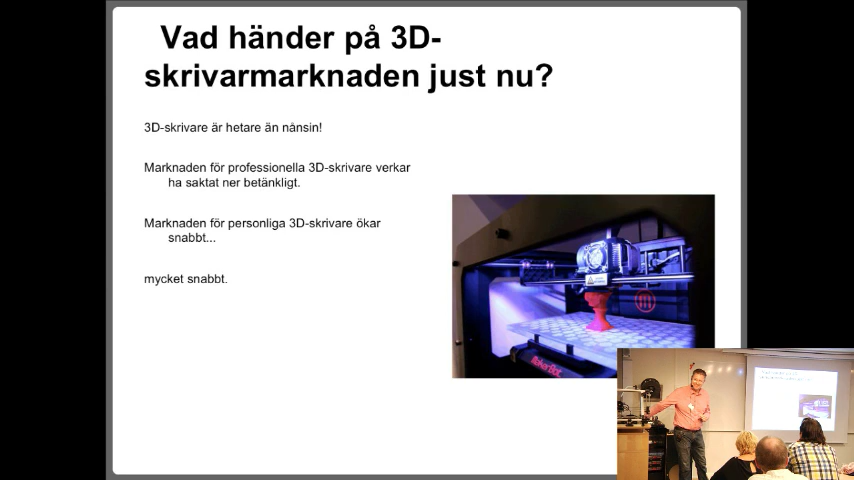 Vad händer på 3D-
skrivarmarknaden just nu?
3D-skrivare är hetare än nånsin!
Marknaden för professionella 3D-skrivare verkar
ha saktat ner betänkligt.
Marknaden för personliga 3D-skrivare ökar
snabbt...
mycket snabbt.
MakerBot